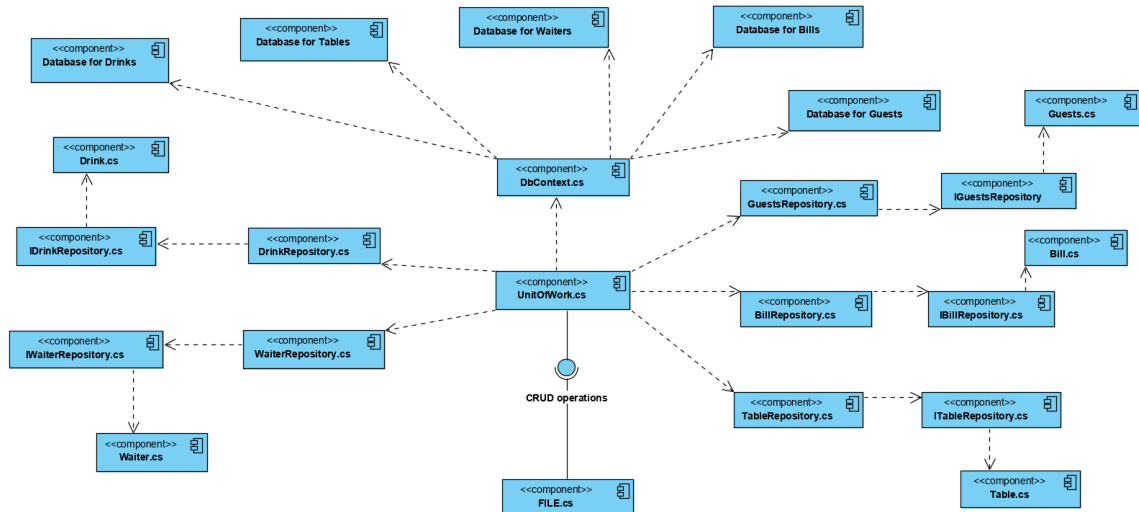 <<component>>
Database for Drinks
<<component>>
Database for Tables
<<component>>
Database for Waiters
<<component>>
Database for Bills
<<component>>
Database for Guests
<<component>>
Guests.cs
<<component>>
Drink.cs
<<component>>
DbContext.cs
<<component>>
GuestsRepository.cs
<<component>>
IGuestsRepository
<<component>>
IDrinkRepository.cs
<<component>>
DrinkRepository.cs
<<component>>
Bill.cs
<<component>>
UnitOfWork.cs
<<component>>
BillRepository.cs
<<component>>
IBillRepository.cs
<<component>>
IWaiterRepository.cs
<<component>>
WaiterRepository.cs
CRUD operations
<<component>>
TableRepository.cs
<<component>>
ITableRepository.cs
<<component>>
Waiter.cs
<<component>>
FILE.cs
<<component>>
Table.cs